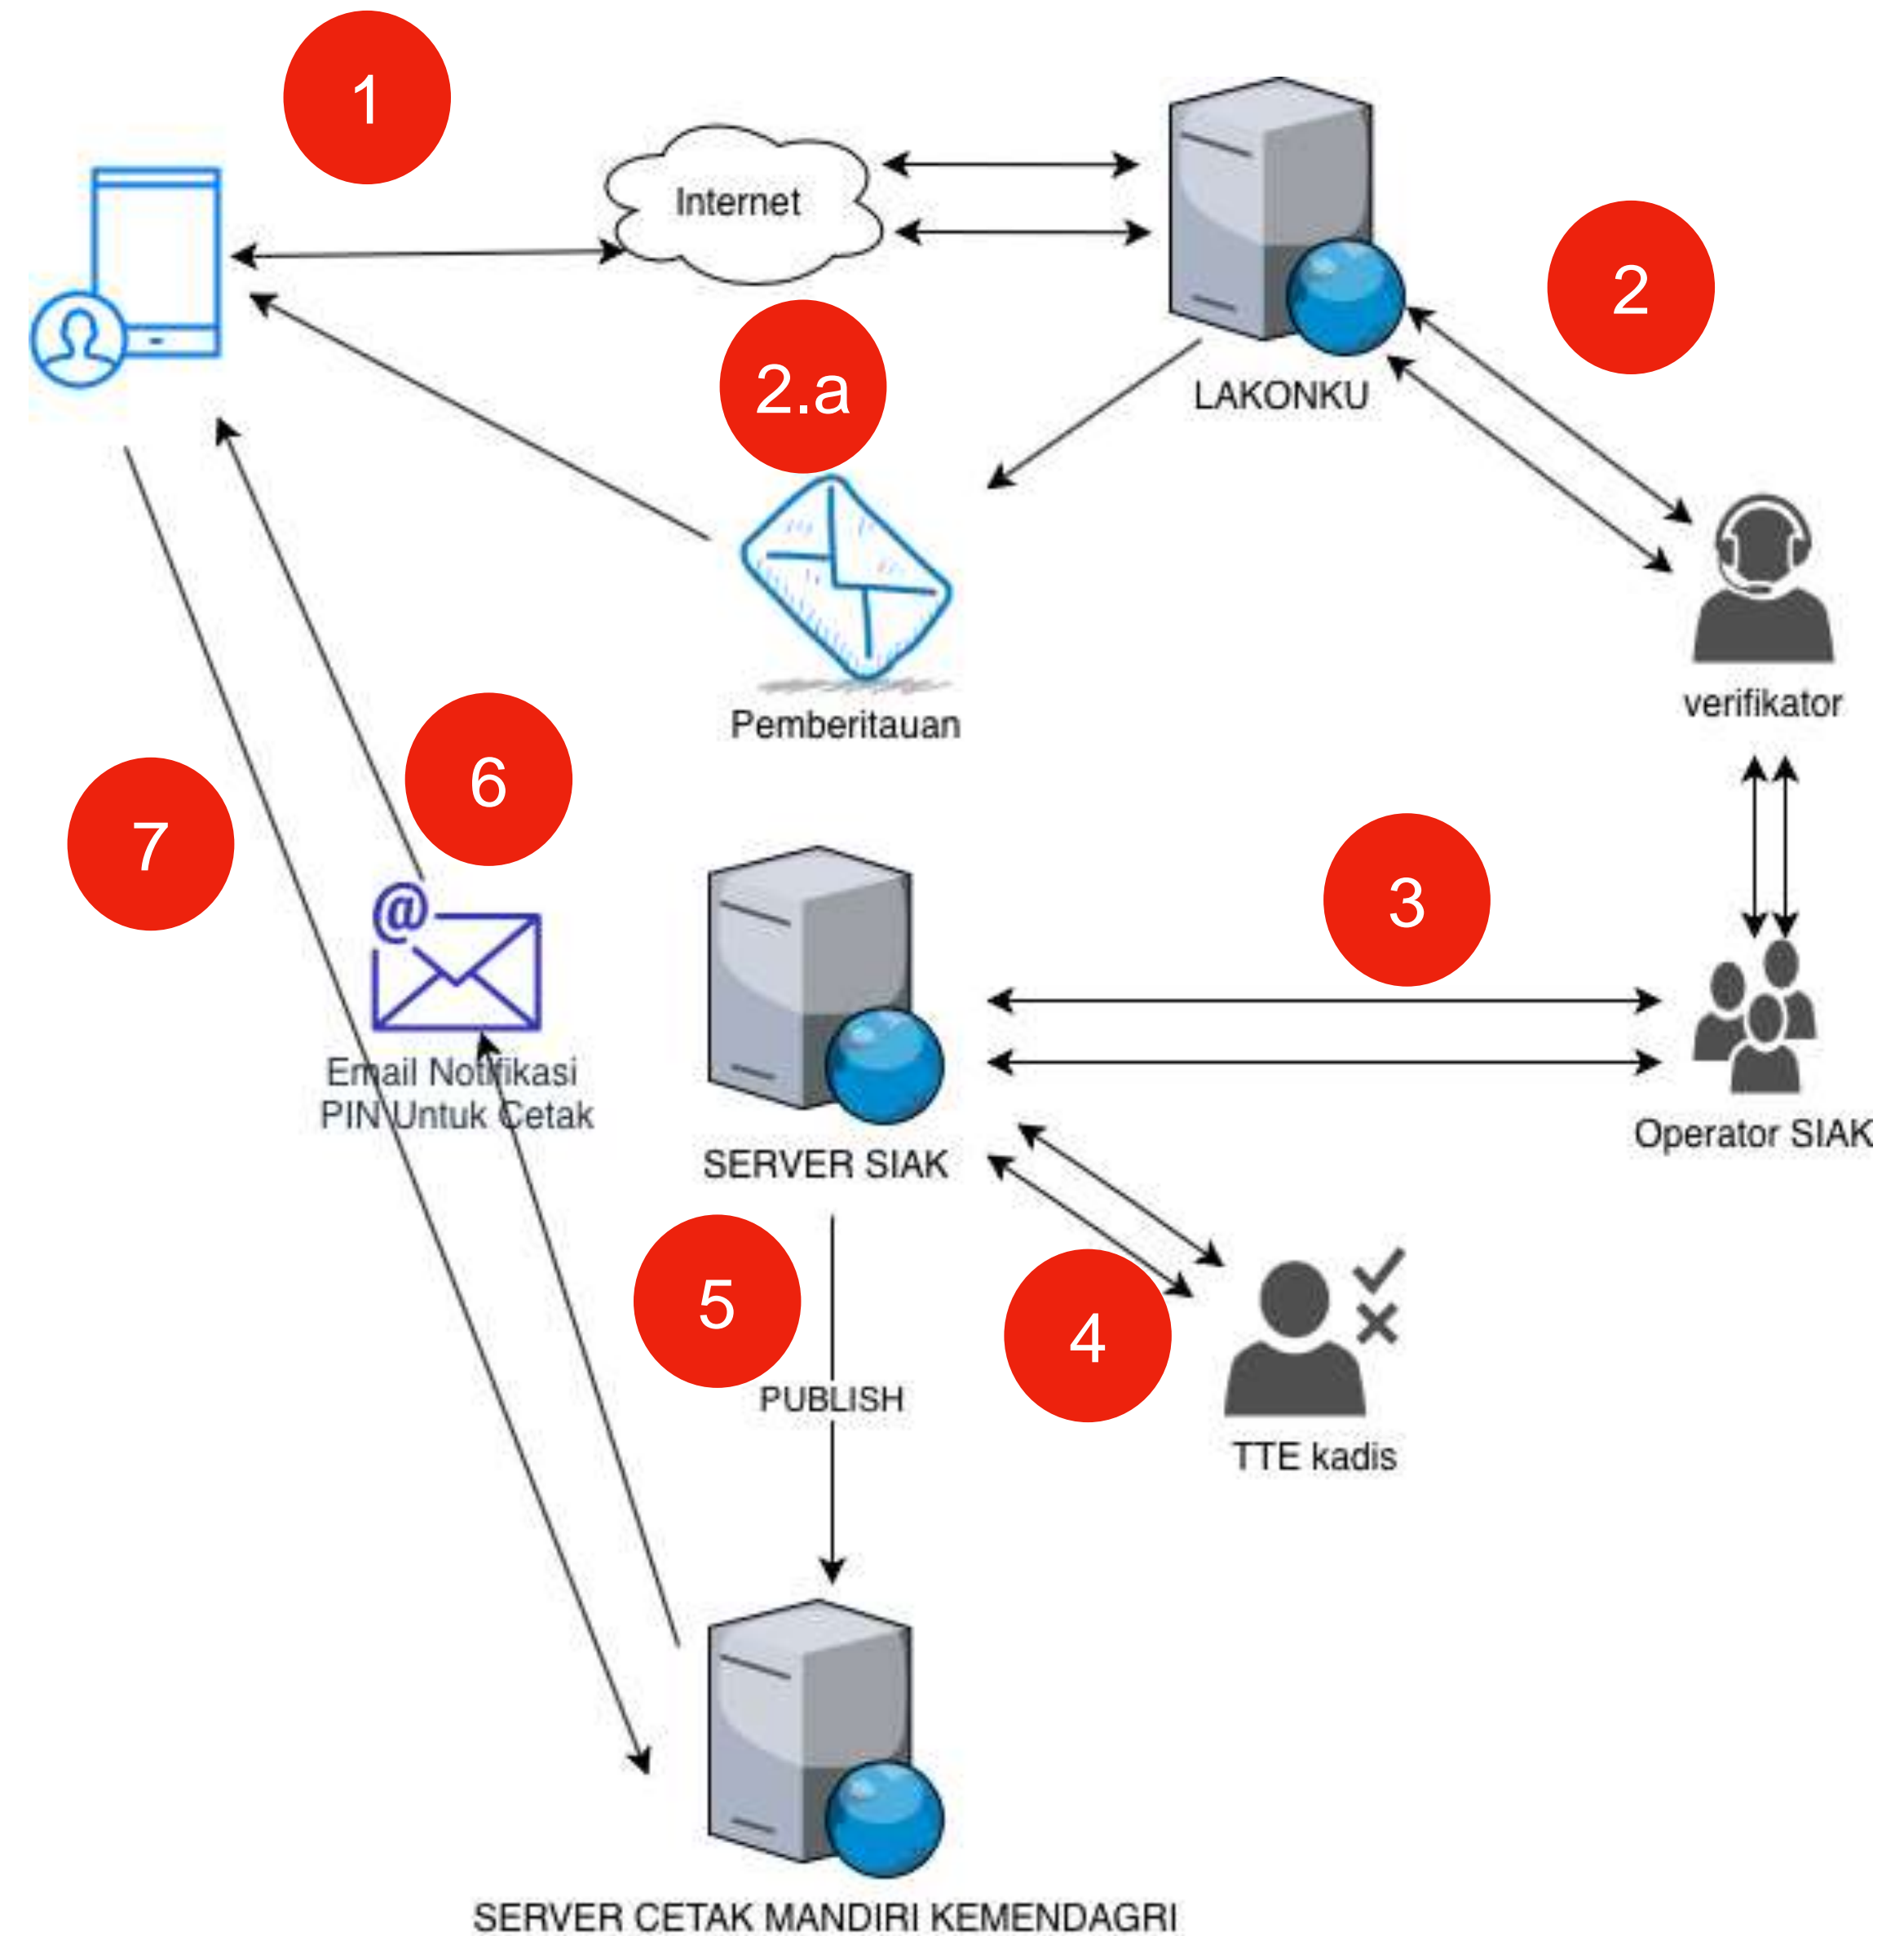 1
Internet
2
LAKONKU
2.a
Pemberitauan
verifikator
6
7
3
@
Email Notifikasi
PIN Untuk Cetak
SERVER SIAK
Operator SIAK
5
4
PUBLISH
TTE kadis
SERVER CETAK MANDIRI KEMENDAGRI